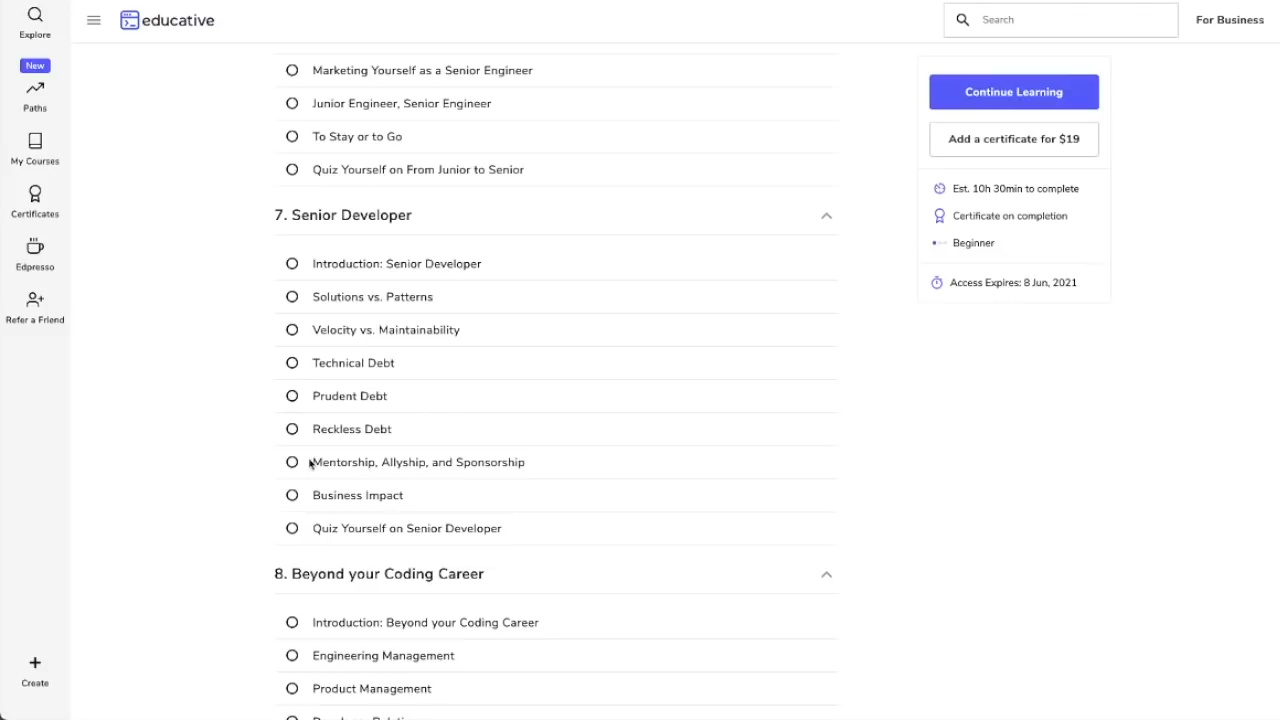 Explore
New
Paths
My Courses
Certificates
Edpresso
Refer a Friend
Create
educative
Search
For Business
Marketing Yourself as a Senior Engineer
Junior Engineer, Senior Engineer
To Stay or to Go
Quiz Yourself on From Junior to Senior
7. Senior Developer
Introduction: Senior Developer
Solutions vs. Patterns
Velocity vs. Maintainability
Technical Debt
Prudent Debt
Reckless Debt
Mentorship, Allyship, and Sponsorship
Business Impact
Quiz Yourself on Senior Developer
8. Beyond your Coding Career
Introduction: Beyond your Coding Career
Engineering Management
Product Management
Continue Learning
Add a certificate for $19
Est. 10h 30min to complete
Certificate on completion
Beginner
Access Expires: 8 Jun, 2021